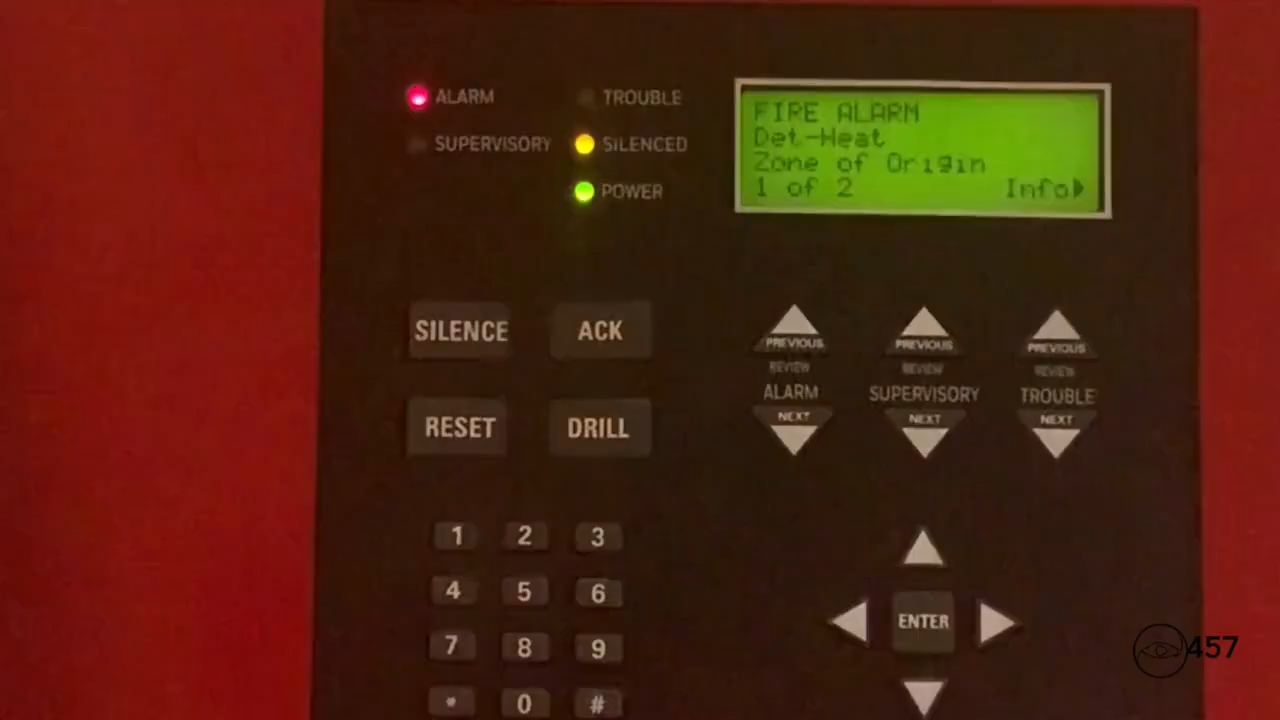 ALARM
TROUBLE
SUPERVISORY
SILENCED
POWER
FIRE ALARM
Det-Heat
Zone of Origin
1 of 2 Info
SILENCE
ACK
RESET
DRILL
PREVIOUS
REVIEW
ALARM
NEXT
PREVIOUS
REVIEW
SUPERVISORY
NEXT
PREVIOUS
REVIEW
TROUBLE
NEXT
1 2 3
4 5 6
7 8 9
* 0 #
ENTER
457